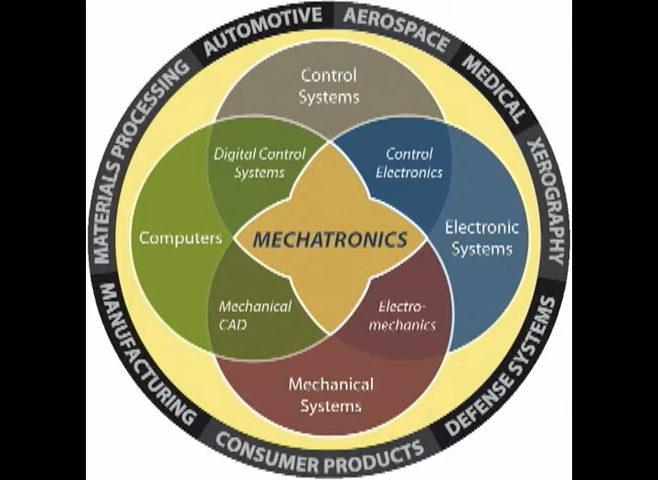 AUTOMOTIVE
AEROSPACE
MEDICAL
XEROGRAPHY
DEFENSE SYSTEMS
CONSUMER PRODUCTS
MANUFACTURING
MATERIALS PROCESSING
Control
Systems
Digital Control
Systems
Control
Electronics
Computers
MECHATRONICS
Electronic
Systems
Mechanical
CAD
Electro-
mechanics
Mechanical
Systems